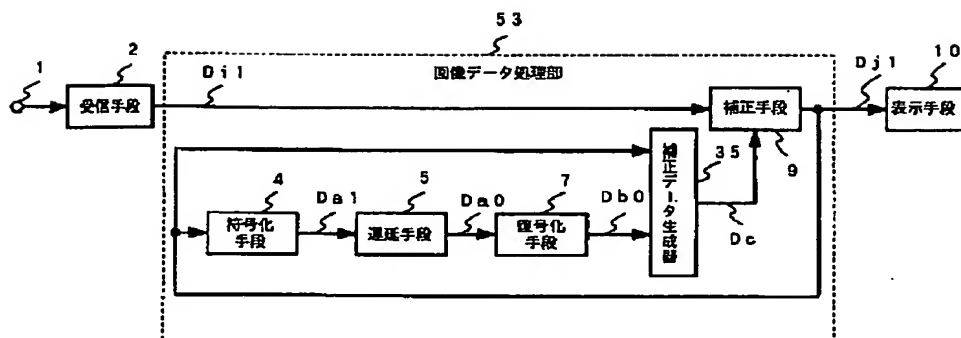 53
1
2
受信手段
Di1
画像データ処理部
補正手段
9
Dj1
10
表示手段
補正データ生成器
35
Dc
4
符号化
手段
Da1
5
遅延手段
Da0
7
復号化
手段
Db0